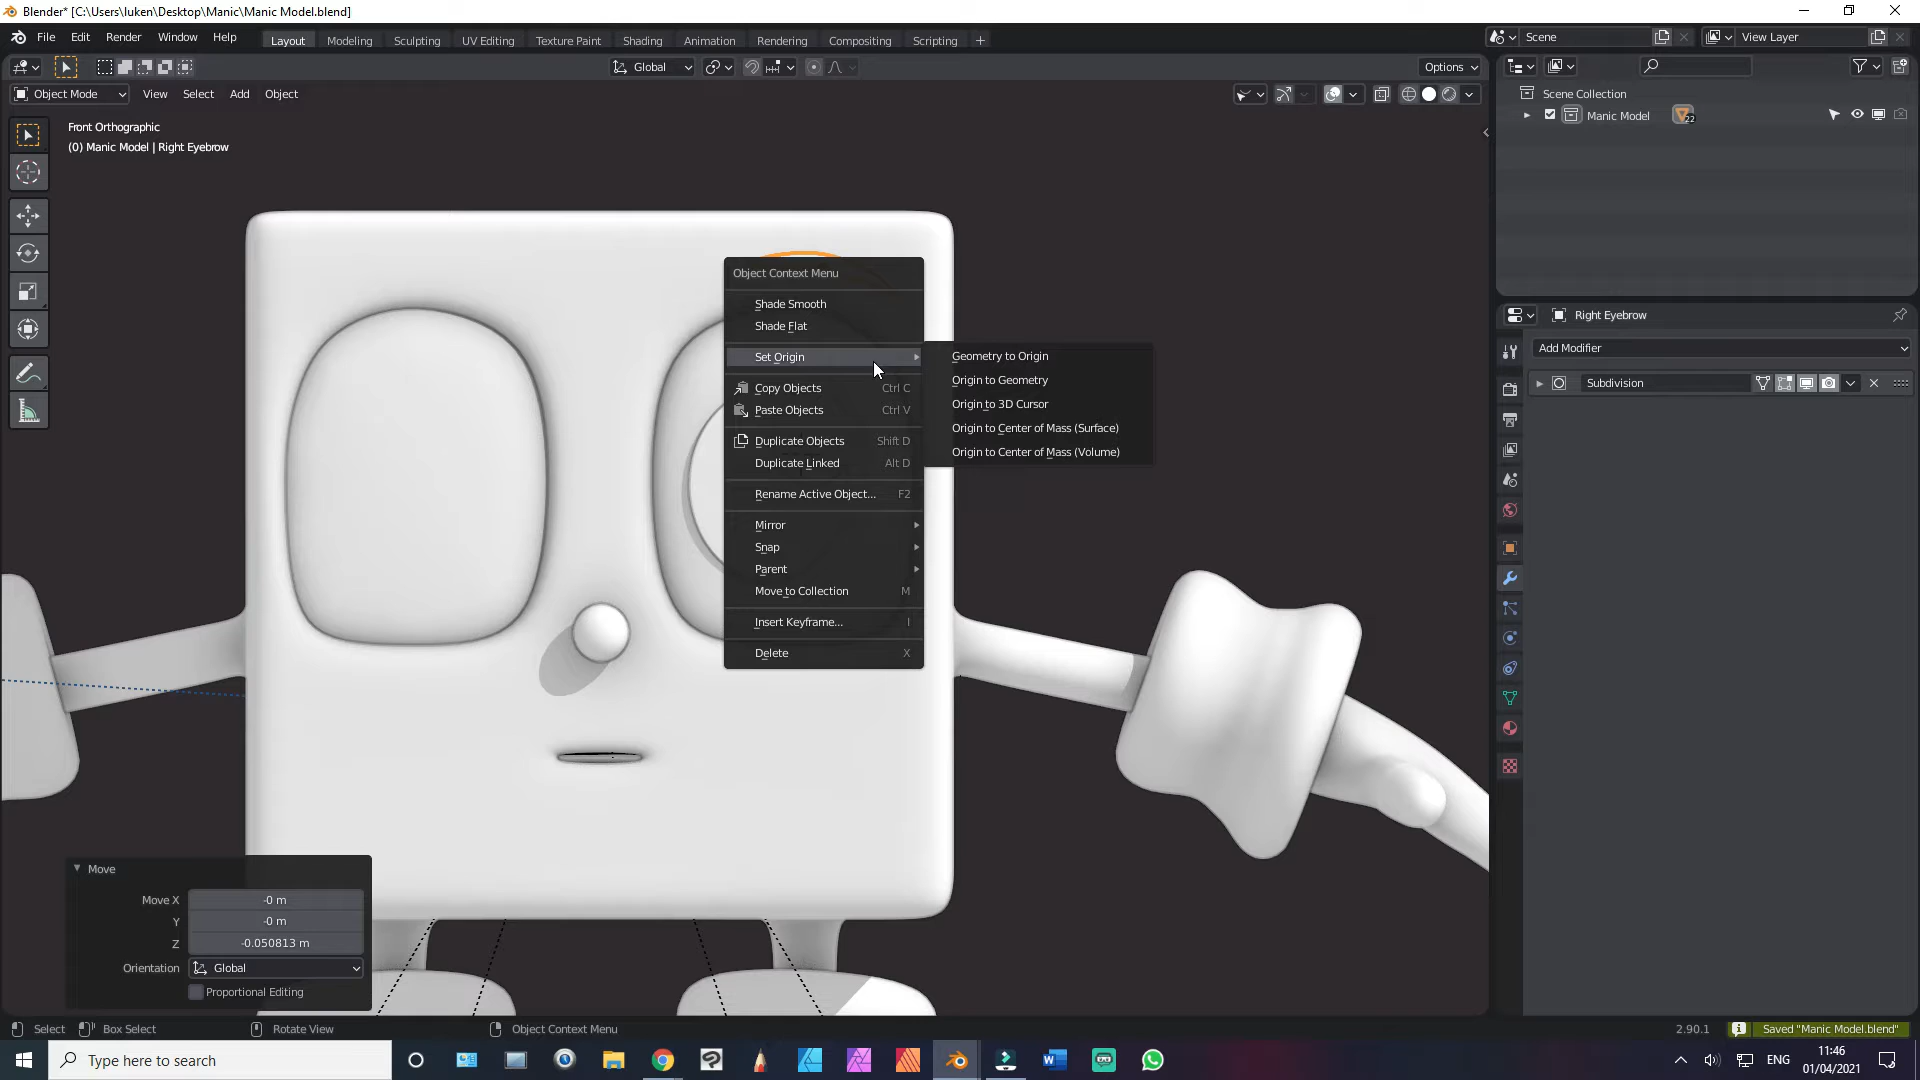 Blender* [C:\Users\luken\Desktop\Manic\Manic Model.blend]
File Edit Render Window Help
Layout Modeling Sculpting UV Editing Texture Paint Shading Animation Rendering Compositing Scripting +
Scene
View Layer
Global
Options
Object Mode View Select Add Object
Scene Collection
Manic Model 22
Front Orthographic
(0) Manic Model | Right Eyebrow
Object Context Menu
Shade Smooth
Shade Flat
Set Origin
Copy Objects Ctrl C
Paste Objects Ctrl V
Duplicate Objects Shift D
Duplicate Linked Alt D
Rename Active Object... F2
Mirror
Snap
Parent
Move to Collection M
Insert Keyframe... I
Delete X
Geometry to Origin
Origin to Geometry
Origin to 3D Cursor
Origin to Center of Mass (Surface)
Origin to Center of Mass (Volume)
Right Eyebrow
Add Modifier
Subdivision
Move
Move X -0 m
Y -0 m
Z -0.050813 m
Orientation Global
Proportional Editing
Select Box Select Rotate View Object Context Menu
2.90.1 Saved "Manic Model.blend"
Type here to search
ENG
11:46
01/04/2021